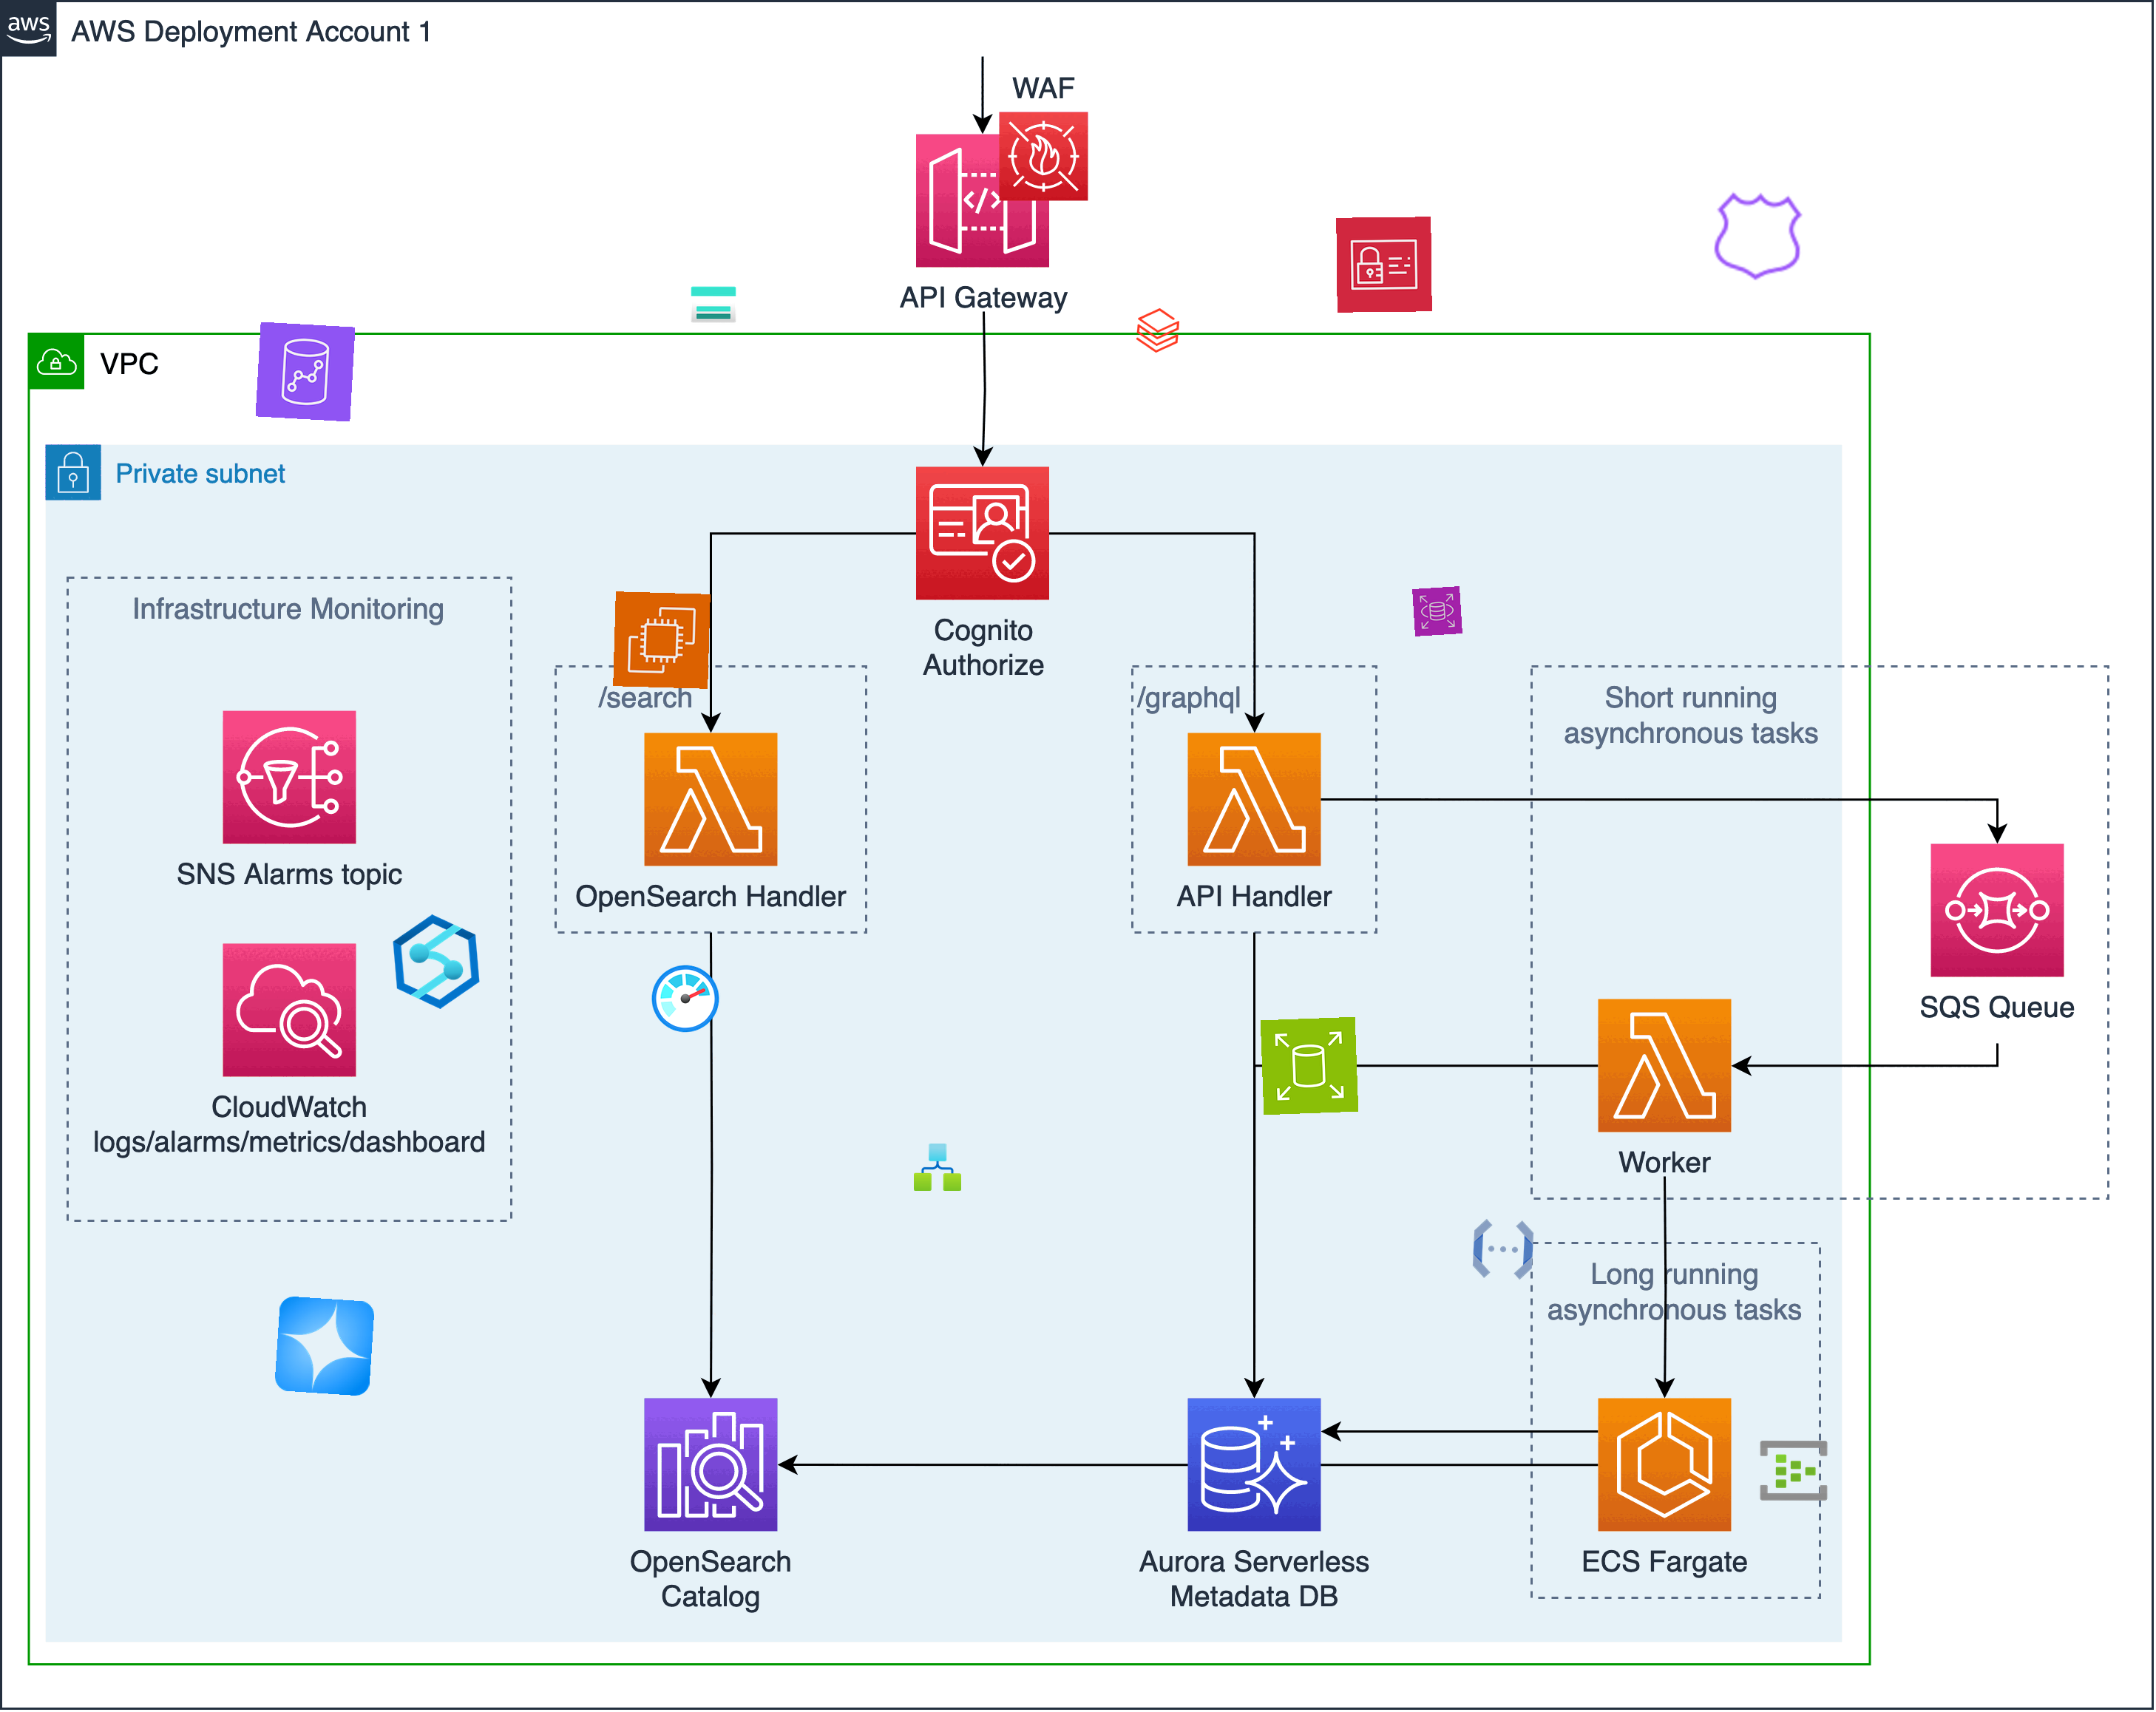 aws
AWS Deployment Account 1
WAF
API Gateway
VPC
Private subnet
Cognito
Authorize
Infrastructure Monitoring
/search
/graphql
Short running
asynchronous tasks
SNS Alarms topic
OpenSearch Handler
API Handler
SQS Queue
CloudWatch
logs/alarms/metrics/dashboard
Worker
Long running
asynchronous tasks
OpenSearch
Catalog
Aurora Serverless
Metadata DB
ECS Fargate